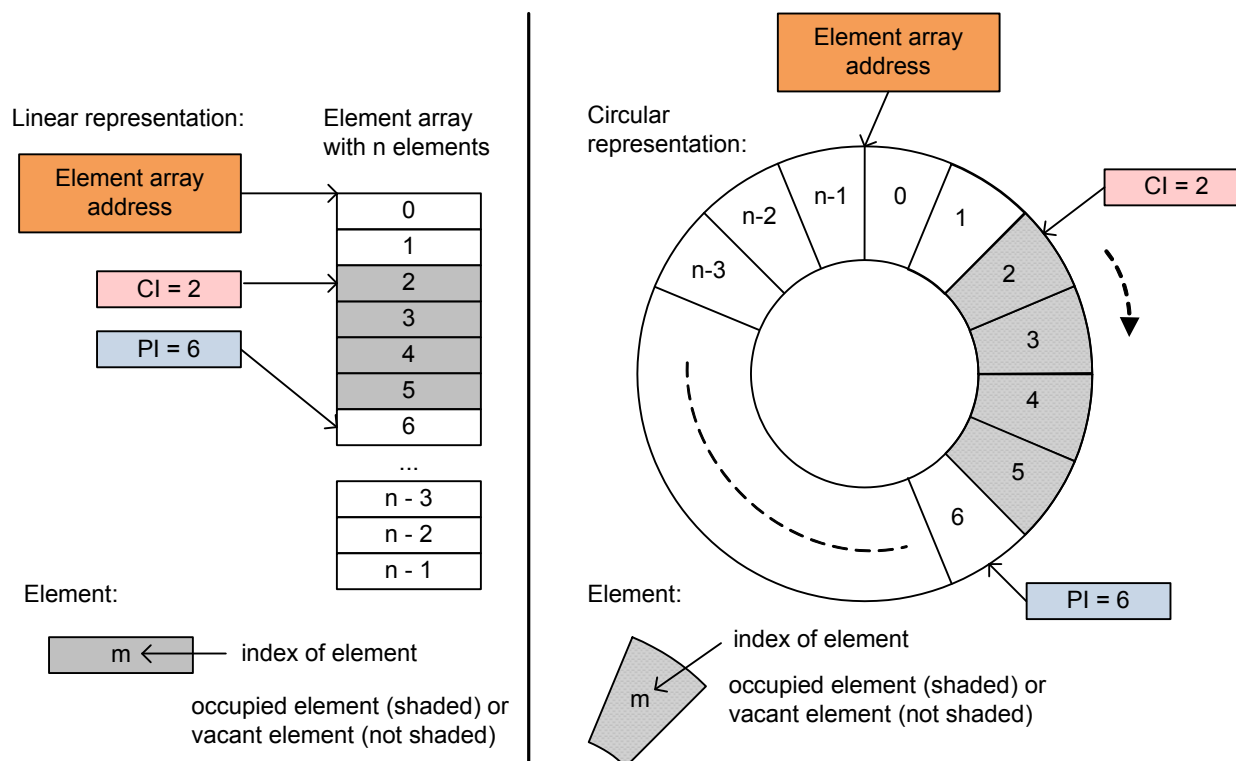 Linear representation:
Element array
with n elements
Element array
address
0
1
CI = 2
2
3
PI = 6
4
5
6
...
n - 3
n - 2
n - 1
Element:
m
index of element
occupied element (shaded) or
vacant element (not shaded)
Element array
address
Circular
representation:
CI = 2
n-3
n-2
n-1
0
1
2
3
4
5
6
PI = 6
Element:
index of element
m
occupied element (shaded) or
vacant element (not shaded)